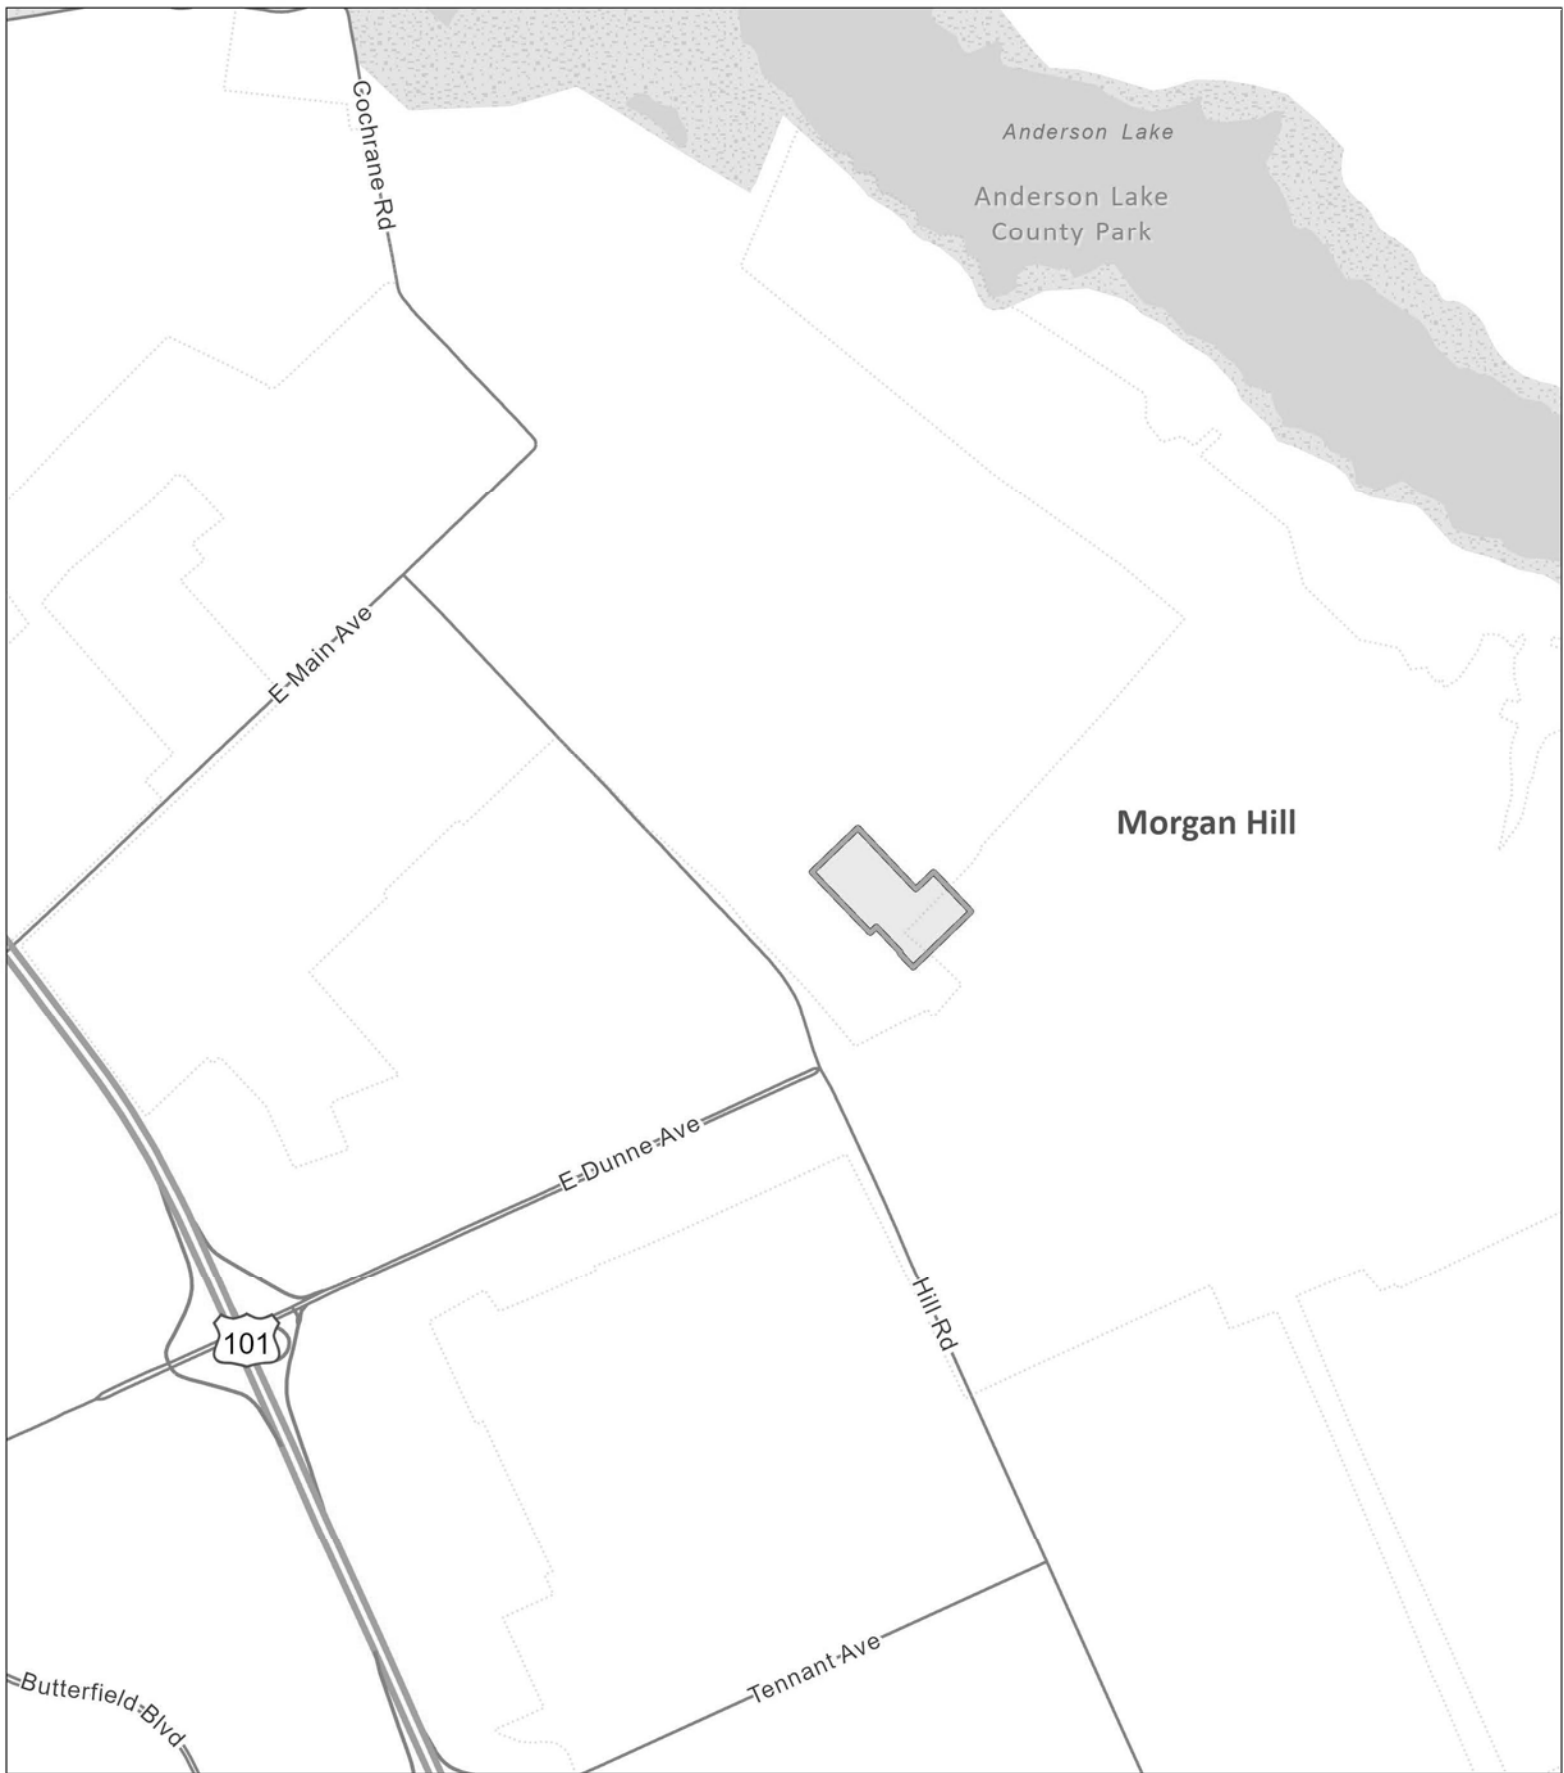 Cochrane Rd
Anderson Lake
Anderson Lake
County Park
E Main Ave
Morgan Hill
E Dunne Ave
Hill Rd
101
Tennant Ave
Butterfield Blvd